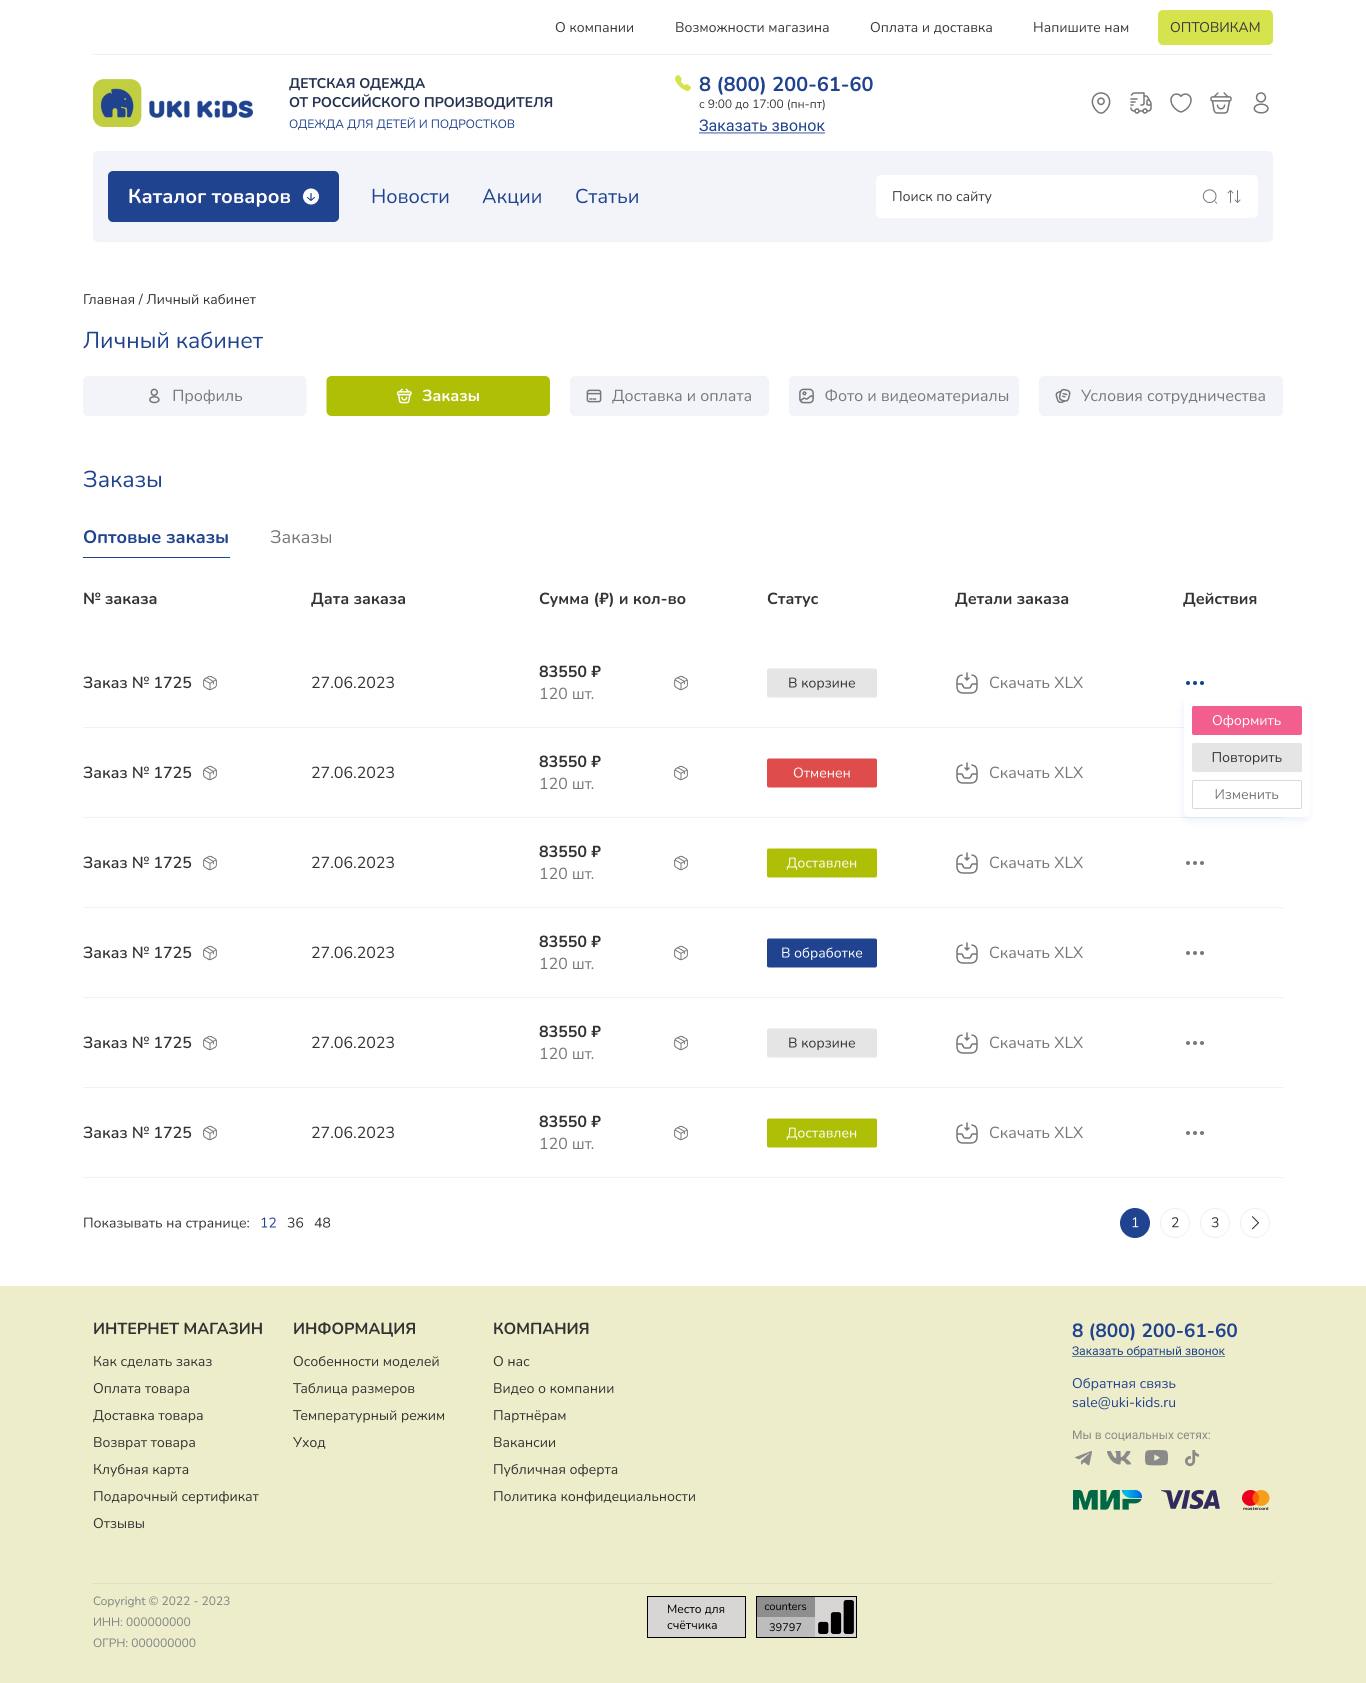 О компании
Возможности магазина
Оплата и доставка
Напишите нам
ОПТОВИКАМ
UKI KiDS
ДЕТСКАЯ ОДЕЖДА
ОТ РОССИЙСКОГО ПРОИЗВОДИТЕЛЯ
ОДЕЖДА ДЛЯ ДЕТЕЙ И ПОДРОСТКОВ
8 (800) 200-61-60
с 9:00 до 17:00 (пн-пт)
Заказать звонок
Каталог товаров
Новости
Акции
Статьи
Поиск по сайту
Главная / Личный кабинет
Личный кабинет
Профиль
Заказы
Доставка и оплата
Фото и видеоматериалы
Условия сотрудничества
Заказы
Оптовые заказы
Заказы
№ заказа
Дата заказа
Сумма (₽) и кол-во
Статус
Детали заказа
Действия
Заказ № 1725
27.06.2023
83550 ₽
120 шт.
В корзине
Скачать XLX
Оформить
Повторить
Изменить
Заказ № 1725
27.06.2023
83550 ₽
120 шт.
Отменен
Скачать XLX
Заказ № 1725
27.06.2023
83550 ₽
120 шт.
Доставлен
Скачать XLX
Заказ № 1725
27.06.2023
83550 ₽
120 шт.
В обработке
Скачать XLX
Заказ № 1725
27.06.2023
83550 ₽
120 шт.
В корзине
Скачать XLX
Заказ № 1725
27.06.2023
83550 ₽
120 шт.
Доставлен
Скачать XLX
Показывать на странице: 12 36 48
1 2 3
ИНТЕРНЕТ МАГАЗИН
Как сделать заказ
Оплата товара
Доставка товара
Возврат товара
Клубная карта
Подарочный сертификат
Отзывы
ИНФОРМАЦИЯ
Особенности моделей
Таблица размеров
Температурный режим
Уход
КОМПАНИЯ
О нас
Видео о компании
Партнёрам
Вакансии
Публичная оферта
Политика конфидециальности
8 (800) 200-61-60
Заказать обратный звонок
Обратная связь
sale@uki-kids.ru
Мы в социальных сетях:
МИР
VISA
mastercard
Copyright © 2022 - 2023
ИНН: 000000000
ОГРН: 000000000
Место для
счётчика
counters
39797